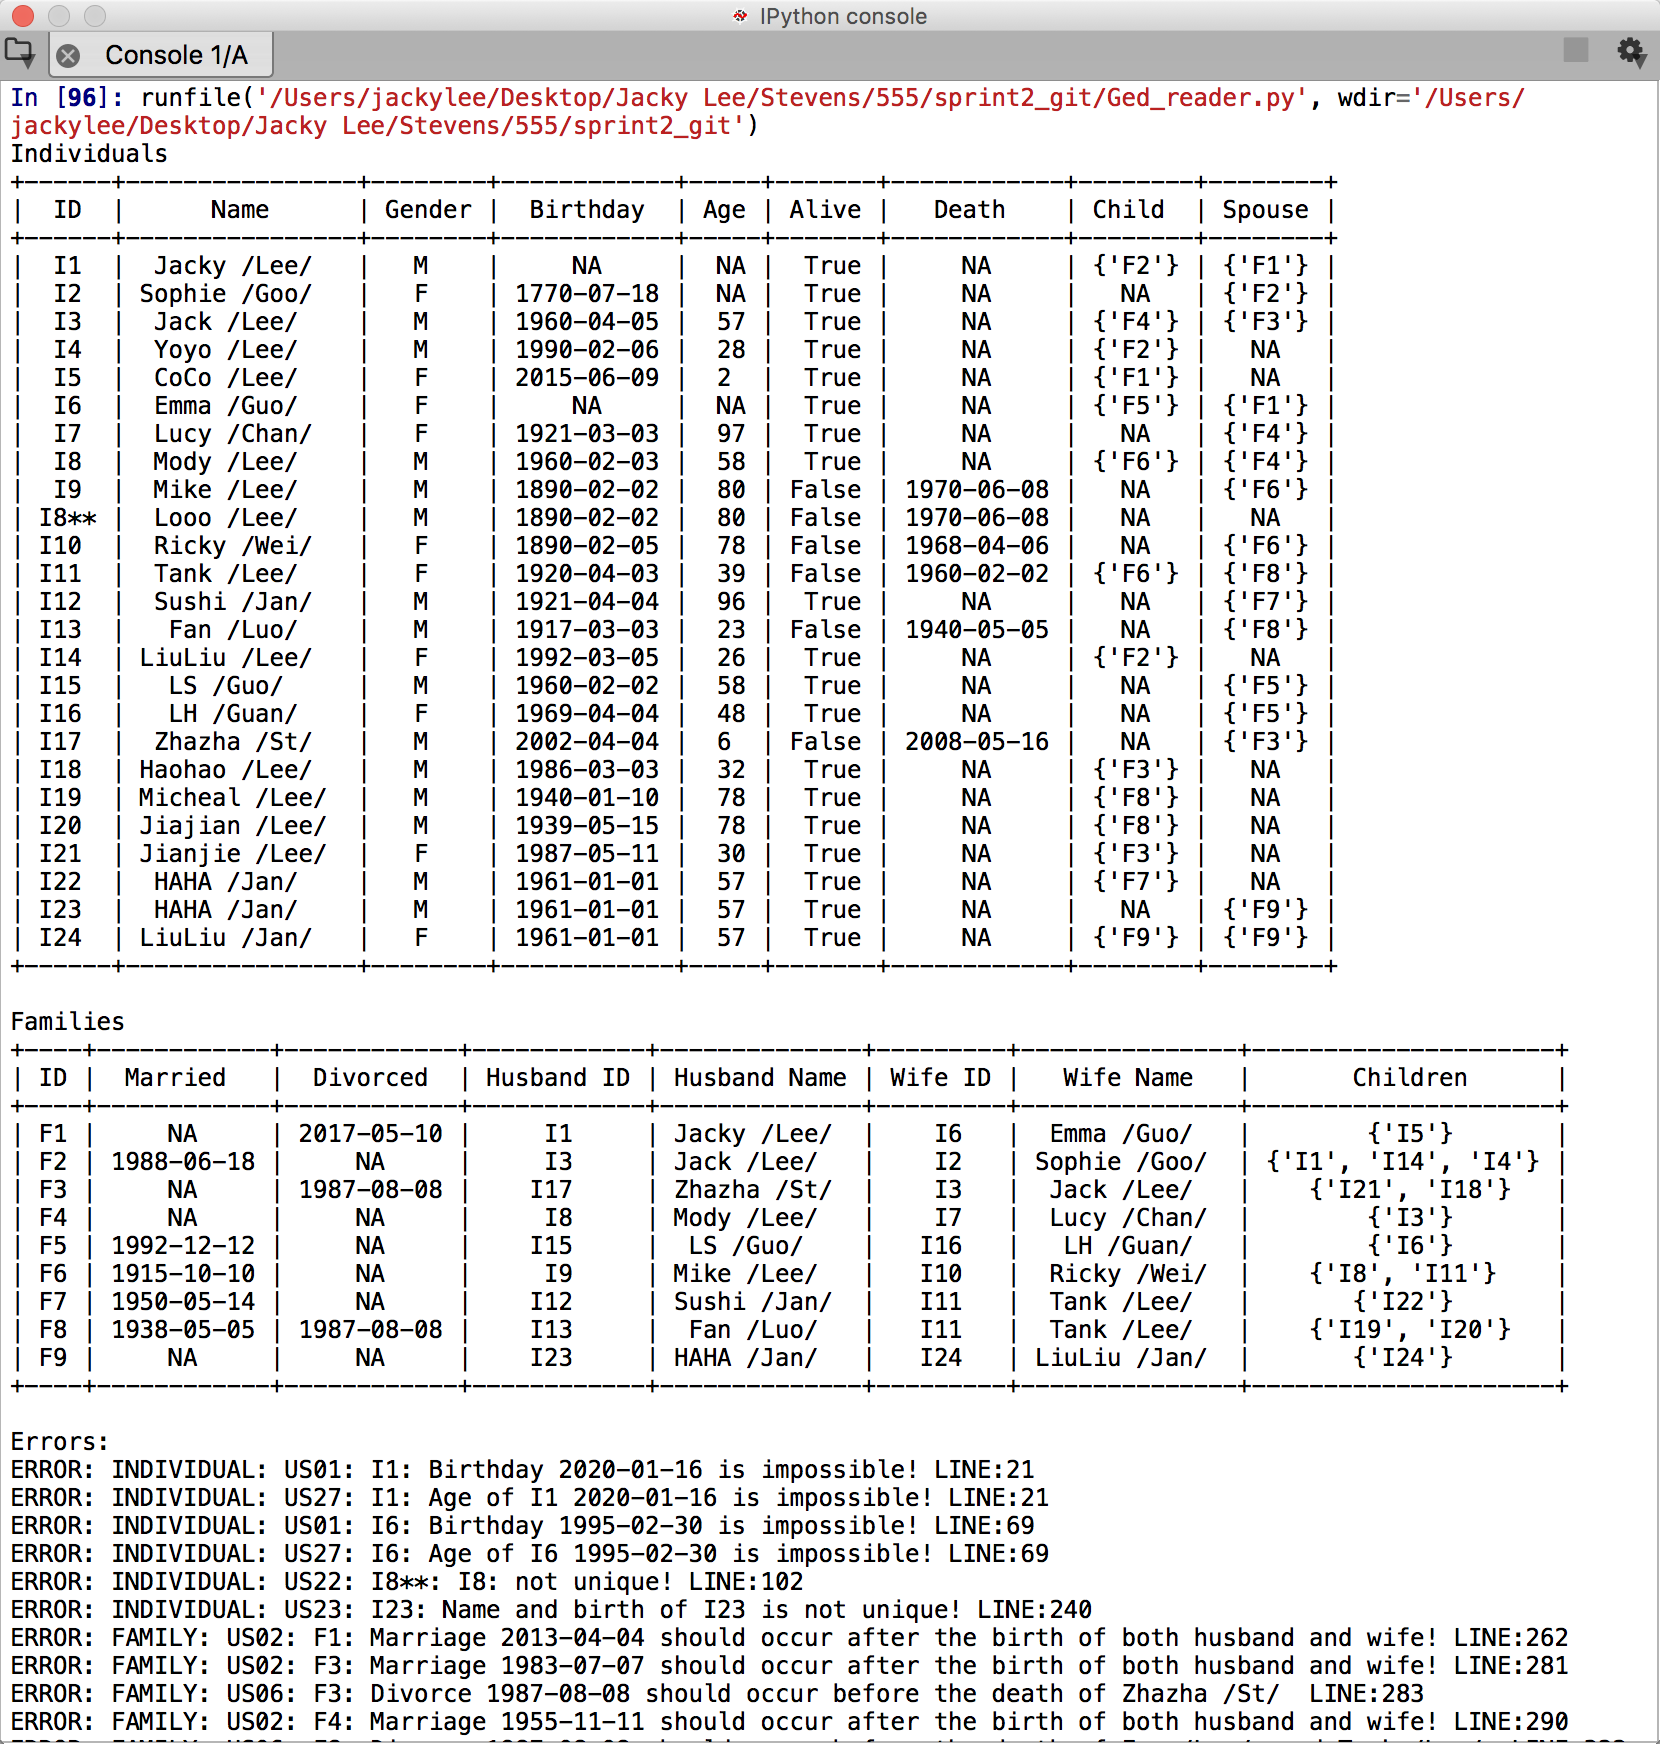 IPython console
Console 1/A
In [96]: runfile('/Users/jackylee/Desktop/Jacky Lee/Stevens/555/sprint2_git/Ged_reader.py', wdir='/Users/
jackylee/Desktop/Jacky Lee/Stevens/555/sprint2_git')
Individuals
+------+----------------+--------+------------+-----+-------+------------+--------+--------+
|  ID  |      Name      | Gender |  Birthday  | Age | Alive |   Death    | Child  | Spouse |
+------+----------------+--------+------------+-----+-------+------------+--------+--------+
|  I1  |  Jacky /Lee/   |   M    |     NA     |  NA |  True |     NA     | {'F2'} | {'F1'} |
|  I2  | Sophie /Goo/   |   F    | 1770-07-18 |  NA |  True |     NA     |   NA   | {'F2'} |
|  I3  |  Jack /Lee/    |   M    | 1960-04-05 |  57 |  True |     NA     | {'F4'} | {'F3'} |
|  I4  |  Yoyo /Lee/    |   M    | 1990-02-06 |  28 |  True |     NA     | {'F2'} |   NA   |
|  I5  |  CoCo /Lee/    |   F    | 2015-06-09 |  2  |  True |     NA     | {'F1'} |   NA   |
|  I6  |  Emma /Guo/    |   F    |     NA     |  NA |  True |     NA     | {'F5'} | {'F1'} |
|  I7  |  Lucy /Chan/   |   F    | 1921-03-03 |  97 |  True |     NA     |   NA   | {'F4'} |
|  I8  |  Mody /Lee/    |   M    | 1960-02-03 |  58 |  True |     NA     | {'F6'} | {'F4'} |
|  I9  |  Mike /Lee/    |   M    | 1890-02-02 |  80 | False | 1970-06-08 |   NA   | {'F6'} |
| I8** |  Looo /Lee/    |   M    | 1890-02-02 |  80 | False | 1970-06-08 |   NA   |   NA   |
| I10  |  Ricky /Wei/   |   F    | 1890-02-05 |  78 | False | 1968-04-06 |   NA   | {'F6'} |
| I11  |  Tank /Lee/    |   F    | 1920-04-03 |  39 | False | 1960-02-02 | {'F6'} | {'F8'} |
| I12  |  Sushi /Jan/   |   M    | 1921-04-04 |  96 |  True |     NA     |   NA   | {'F7'} |
| I13  |   Fan /Luo/    |   M    | 1917-03-03 |  23 | False | 1940-05-05 |   NA   | {'F8'} |
| I14  | LiuLiu /Lee/   |   F    | 1992-03-05 |  26 |  True |     NA     | {'F2'} |   NA   |
| I15  |   LS /Guo/     |   M    | 1960-02-02 |  58 |  True |     NA     |   NA   | {'F5'} |
| I16  |  LH /Guan/     |   F    | 1969-04-04 |  48 |  True |     NA     |   NA   | {'F5'} |
| I17  |  Zhazha /St/   |   M    | 2002-04-04 |  6  | False | 2008-05-16 |   NA   | {'F3'} |
| I18  | Haohao /Lee/   |   M    | 1986-03-03 |  32 |  True |     NA     | {'F3'} |   NA   |
| I19  | Micheal /Lee/  |   M    | 1940-01-10 |  78 |  True |     NA     | {'F8'} |   NA   |
| I20  | Jiajian /Lee/  |   M    | 1939-05-15 |  78 |  True |     NA     | {'F8'} |   NA   |
| I21  | Jianjie /Lee/  |   F    | 1987-05-11 |  30 |  True |     NA     | {'F3'} |   NA   |
| I22  |  HAHA /Jan/    |   M    | 1961-01-01 |  57 |  True |     NA     | {'F7'} |   NA   |
| I23  |  HAHA /Jan/    |   M    | 1961-01-01 |  57 |  True |     NA     |   NA   | {'F9'} |
| I24  | LiuLiu /Jan/   |   F    | 1961-01-01 |  57 |  True |     NA     | {'F9'} | {'F9'} |
+------+----------------+--------+------------+-----+-------+------------+--------+--------+
Families
+----+------------+------------+------------+--------------+---------+---------------+---------------------+
| ID |  Married   |  Divorced  | Husband ID | Husband Name | Wife ID |   Wife Name   |       Children      |
+----+------------+------------+------------+--------------+---------+---------------+---------------------+
| F1 |     NA     | 2017-05-10 |     I1     | Jacky /Lee/  |    I6   |  Emma /Guo/   |        {'I5'}       |
| F2 | 1988-06-18 |     NA     |     I3     | Jack /Lee/   |    I2   | Sophie /Goo/  | {'I1', 'I14', 'I4'} |
| F3 |     NA     | 1987-08-08 |    I17     | Zhazha /St/  |    I3   |  Jack /Lee/   |    {'I21', 'I18'}   |
| F4 |     NA     |     NA     |     I8     | Mody /Lee/   |    I7   |  Lucy /Chan/  |        {'I3'}       |
| F5 | 1992-12-12 |     NA     |    I15     |  LS /Guo/    |   I16   |   LH /Guan/   |        {'I6'}       |
| F6 | 1915-10-10 |     NA     |     I9     | Mike /Lee/   |   I10   |  Ricky /Wei/  |    {'I8', 'I11'}    |
| F7 | 1950-05-14 |     NA     |    I12     | Sushi /Jan/  |   I11   |  Tank /Lee/   |       {'I22'}       |
| F8 | 1938-05-05 | 1987-08-08 |    I13     |  Fan /Luo/   |   I11   |  Tank /Lee/   |    {'I19', 'I20'}   |
| F9 |     NA     |     NA     |    I23     | HAHA /Jan/   |   I24   | LiuLiu /Jan/  |       {'I24'}       |
+----+------------+------------+------------+--------------+---------+---------------+---------------------+
Errors:
ERROR: INDIVIDUAL: US01: I1: Birthday 2020-01-16 is impossible! LINE:21
ERROR: INDIVIDUAL: US27: I1: Age of I1 2020-01-16 is impossible! LINE:21
ERROR: INDIVIDUAL: US01: I6: Birthday 1995-02-30 is impossible! LINE:69
ERROR: INDIVIDUAL: US27: I6: Age of I6 1995-02-30 is impossible! LINE:69
ERROR: INDIVIDUAL: US22: I8**: I8: not unique! LINE:102
ERROR: INDIVIDUAL: US23: I23: Name and birth of I23 is not unique! LINE:240
ERROR: FAMILY: US02: F1: Marriage 2013-04-04 should occur after the birth of both husband and wife! LINE:262
ERROR: FAMILY: US02: F3: Marriage 1983-07-07 should occur after the birth of both husband and wife! LINE:281
ERROR: FAMILY: US06: F3: Divorce 1987-08-08 should occur before the death of Zhazha /St/  LINE:283
ERROR: FAMILY: US02: F4: Marriage 1955-11-11 should occur after the birth of both husband and wife! LINE:290